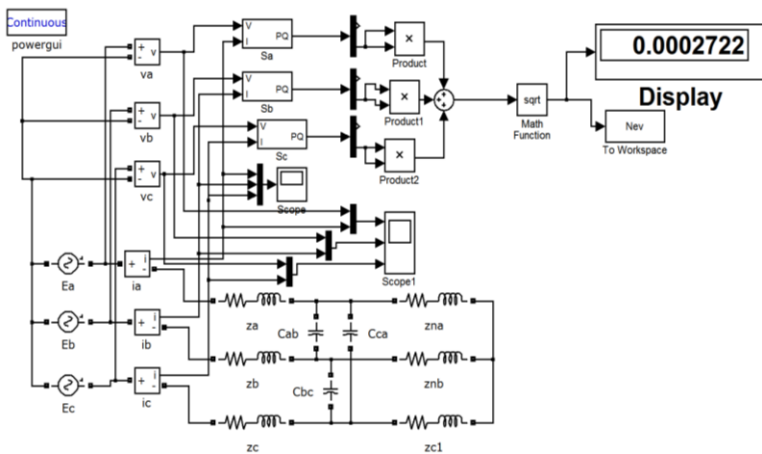 Continuous
powergui
+
-
v
va
V
I
PQ
Sa
×
Product
0.0002722
Display
+
-
v
vb
V
I
PQ
Sb
×
Product1
+
+
+
sqrt
Math
Function
Nev
To Workspace
+
-
v
vc
V
I
PQ
Sc
×
Product2
Scope
Scope1
Ea
+
i
-
ia
za
Cab
Cca
zna
Eb
+
i
-
ib
zb
Cbc
znb
Ec
+
i
-
ic
zc
zc1